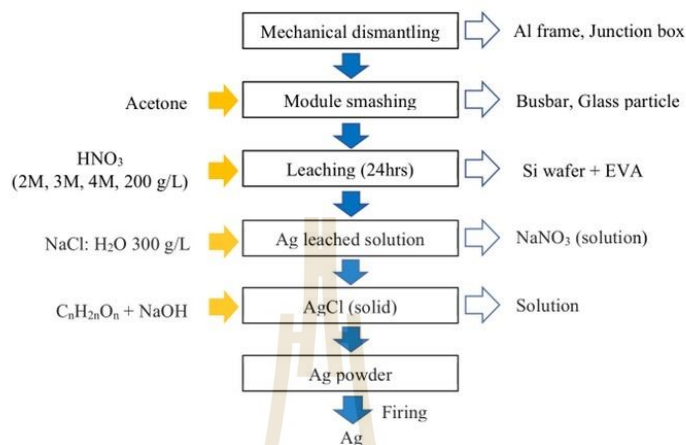 Mechanical dismantling
Al frame, Junction box
Acetone
Module smashing
Busbar, Glass particle
HNO₃
(2M, 3M, 4M, 200 g/L)
Leaching (24hrs)
Si wafer + EVA
NaCl: H₂O 300 g/L
Ag leached solution
NaNO₃ (solution)
CₙH₂ₙOₙ + NaOH
AgCl (solid)
Solution
Ag powder
Firing
Ag